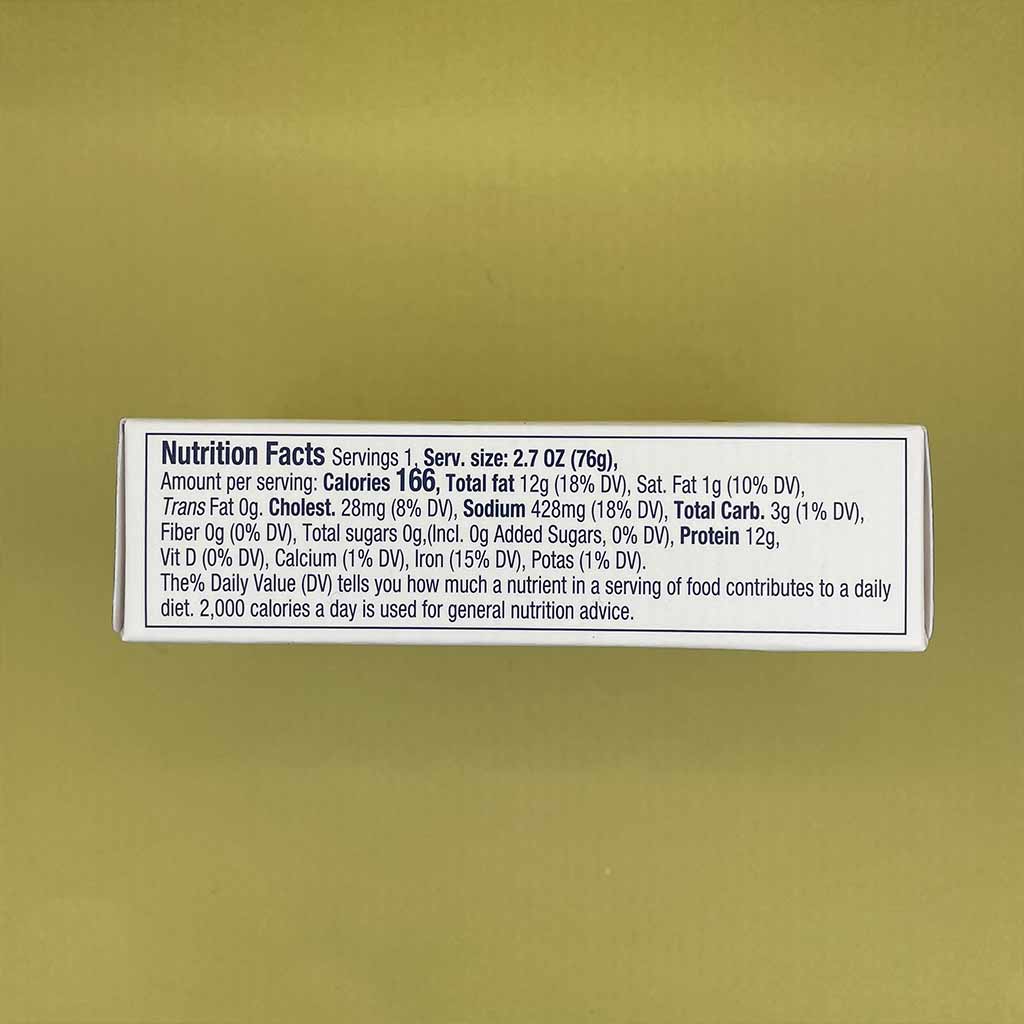 Nutrition Facts Servings 1, Serv. size: 2.7 OZ (76g),
Amount per serving: Calories 166, Total fat 12g (18% DV), Sat. Fat 1g (10% DV),
Trans Fat 0g. Cholest. 28mg (8% DV), Sodium 428mg (18% DV), Total Carb. 3g (1% DV),
Fiber 0g (0% DV), Total sugars 0g,(Incl. 0g Added Sugars, 0% DV), Protein 12g,
Vit D (0% DV), Calcium (1% DV), Iron (15% DV), Potas (1% DV).
The% Daily Value (DV) tells you how much a nutrient in a serving of food contributes to a daily
diet. 2,000 calories a day is used for general nutrition advice.